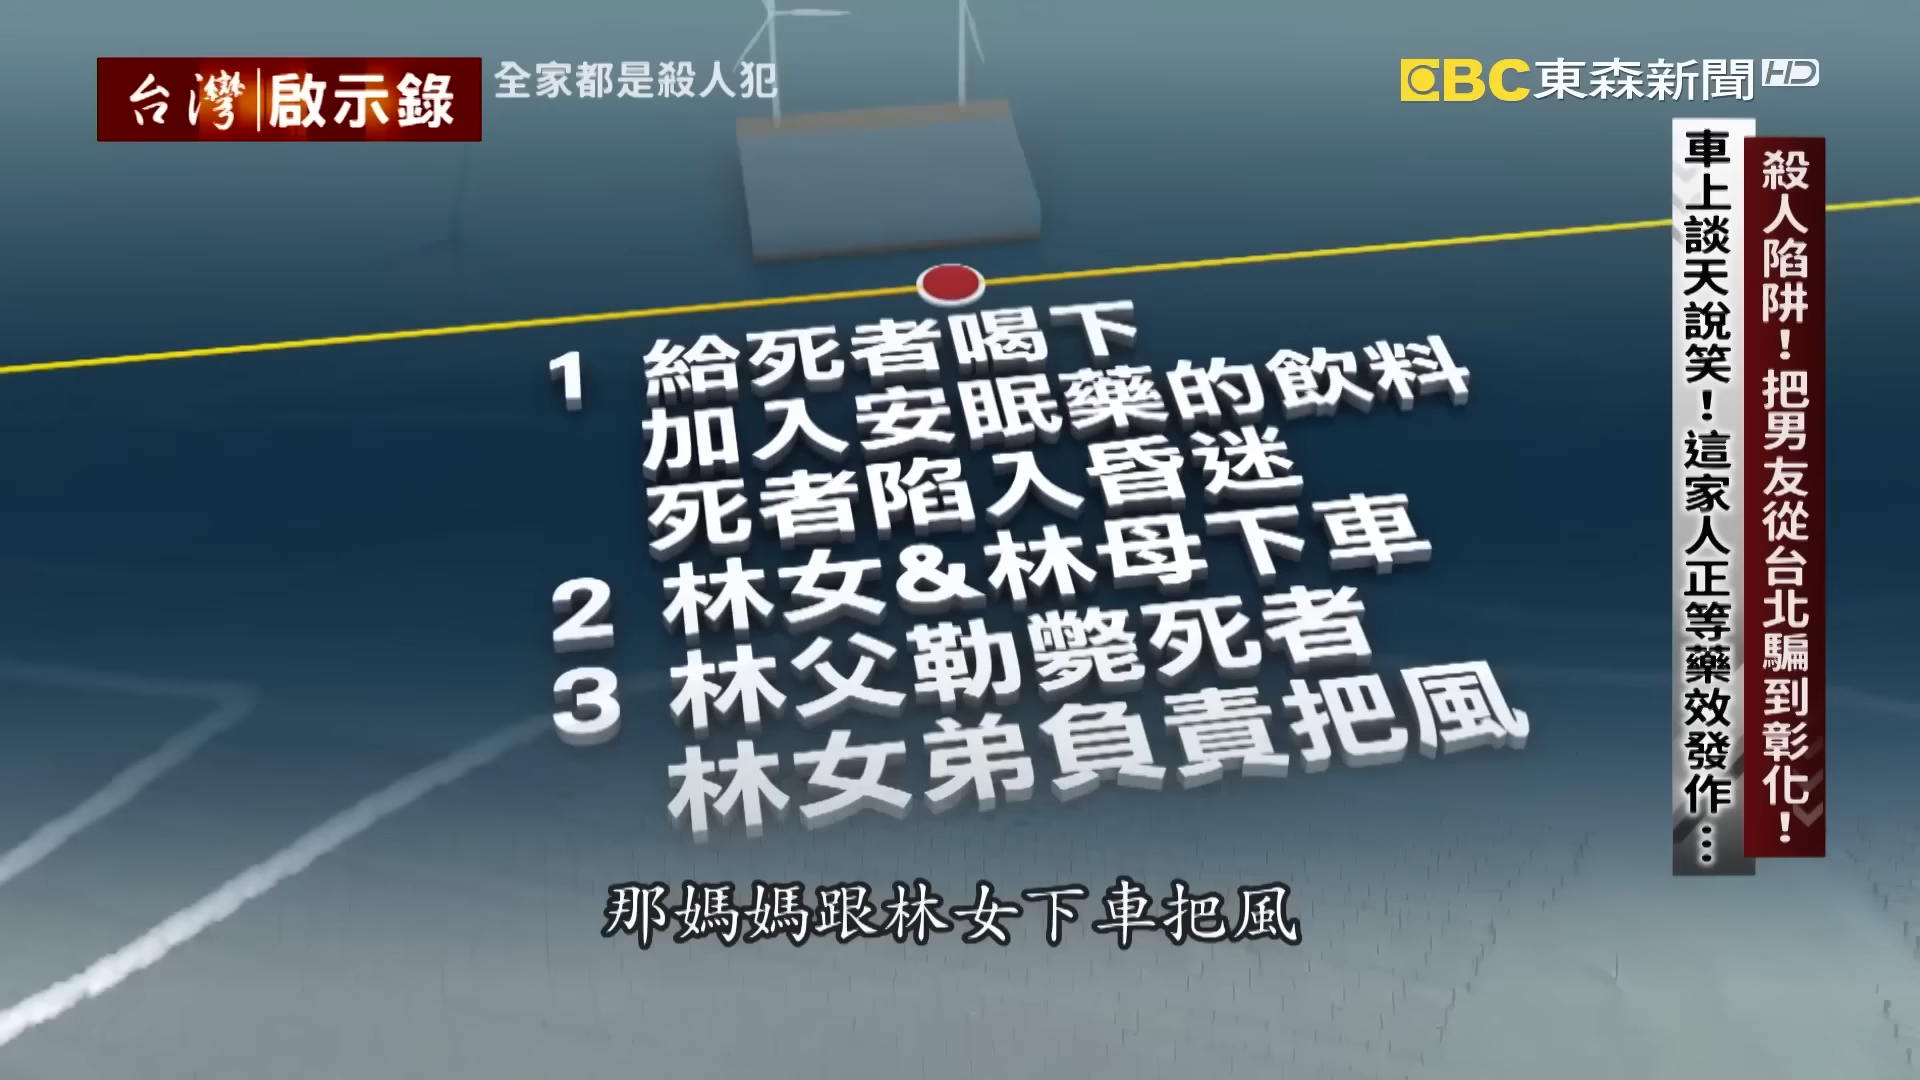 台灣啟示錄
全家都是殺人犯
EBC東森新聞HD
殺人陷阱！把男友從台北騙到彰化！
車上談天說笑！這家人正等藥效發作…
1 給死者喝下
加入安眠藥的飲料
死者陷入昏迷
2 林女&林母下車
3 林父勒斃死者
林女弟負責把風
那媽媽跟林女下車把風